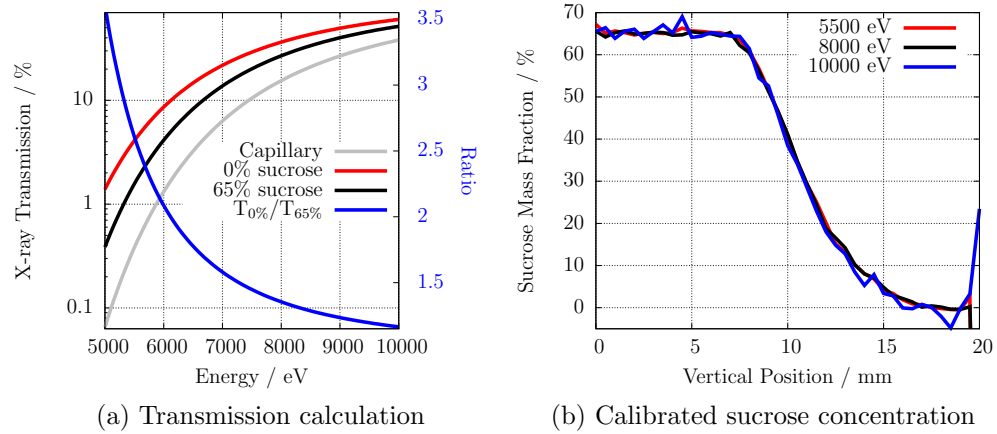 X-ray Transmission / %
10
1
0.1
3.5
3
2.5
2
1.5
Ratio
Capillary
0% sucrose
65% sucrose
T₀%/T₆₅%
5000 6000 7000 8000 9000 10000
Energy / eV
(a) Transmission calculation
Sucrose Mass Fraction / %
70
60
50
40
30
20
10
0
5500 eV
8000 eV
10000 eV
0 5 10 15 20
Vertical Position / mm
(b) Calibrated sucrose concentration